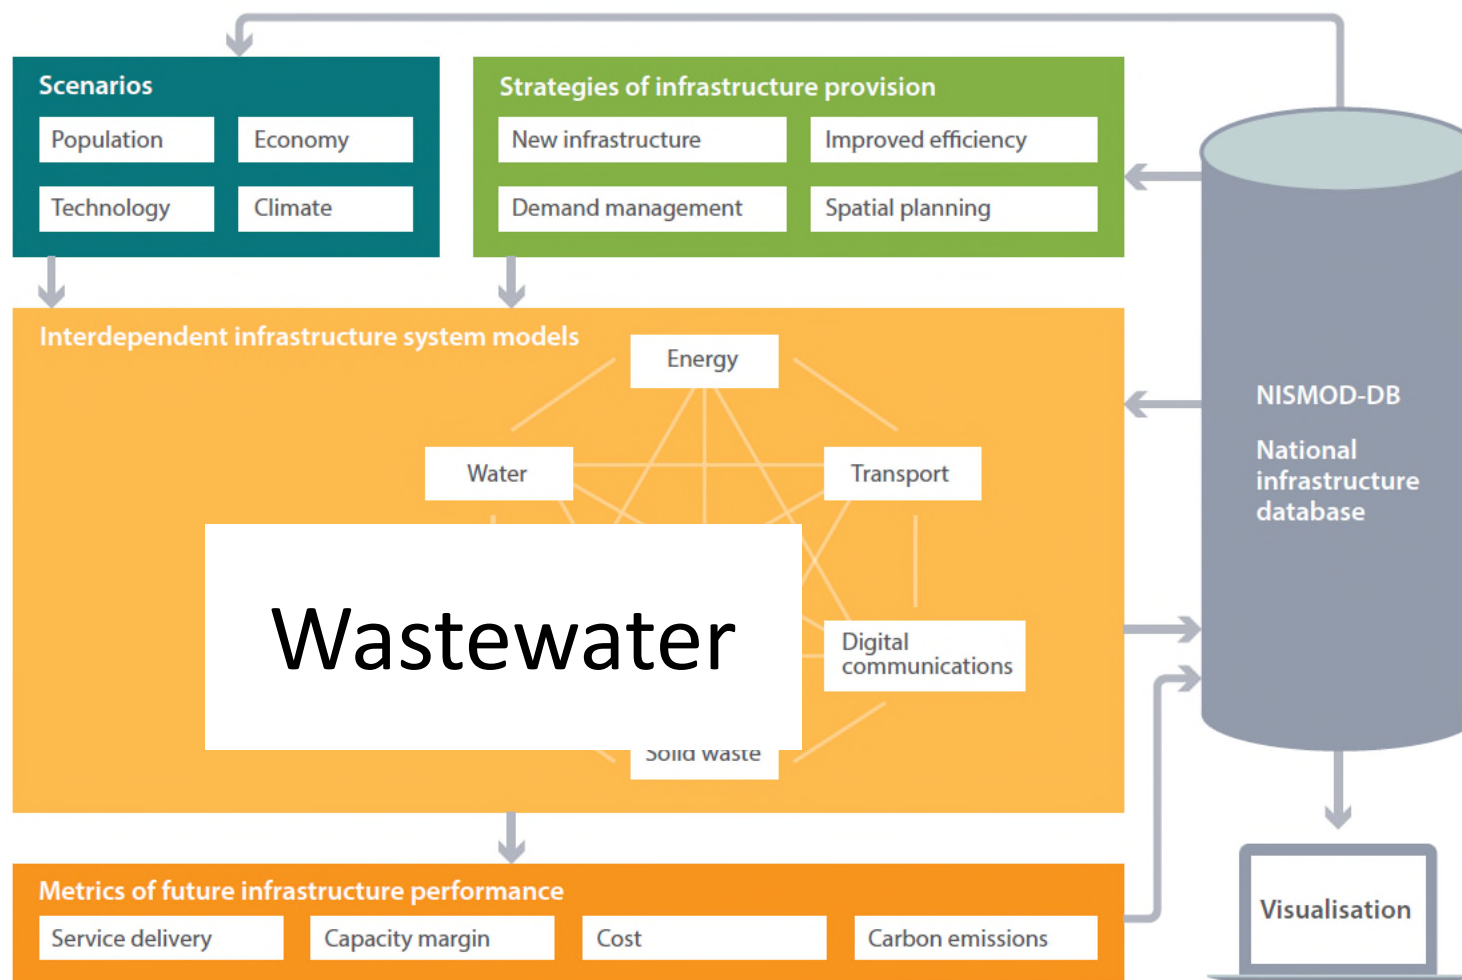 Scenarios
Population
Economy
Technology
Climate
Strategies of infrastructure provision
New infrastructure
Improved efficiency
Demand management
Spatial planning
Interdependent infrastructure system models
Energy
Water
Transport
Wastewater
Digital
communications
Solid waste
NISMOD-DB
National
infrastructure
database
Metrics of future infrastructure performance
Service delivery
Capacity margin
Cost
Carbon emissions
Visualisation